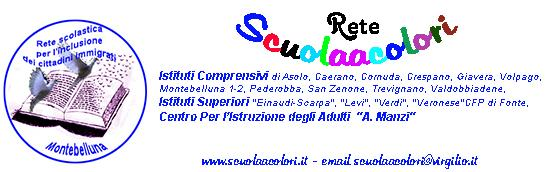 Rete scolastica
per l'inclusione
dei cittadini immigrati
Montebelluna
Rete
Scuolaacolori
Istituti Comprensivi di Asolo, Caerano, Cornuda, Crespano, Giavera, Volpago,
Montebelluna 1-2, Pederobba, San Zenone, Trevignano, Valdobbiadene,
Istituti Superiori "Einaudi-Scarpa", "Levi", "Verdi", "Veronese"CFP di Fonte,
Centro Per l'Istruzione degli Adulti "A. Manzi"
www.scuolaacolori.it - email scuolaacolori@virgilio.it